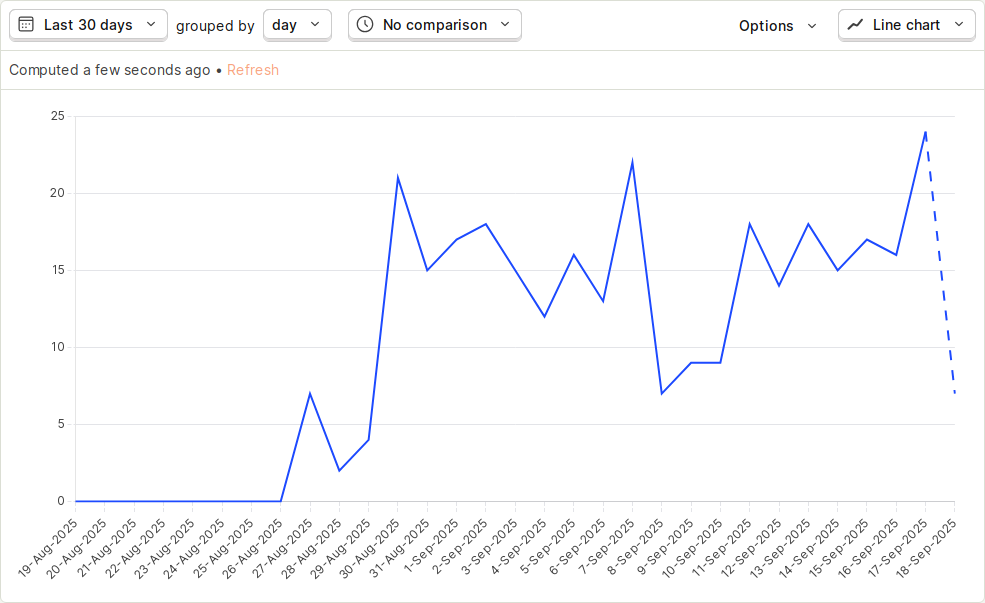 Last 30 days grouped by day No comparison Options Line chart
Computed a few seconds ago • Refresh
25
20
15
10
5
0
19-Aug-2025
20-Aug-2025
21-Aug-2025
22-Aug-2025
23-Aug-2025
24-Aug-2025
25-Aug-2025
26-Aug-2025
27-Aug-2025
28-Aug-2025
29-Aug-2025
30-Aug-2025
31-Aug-2025
1-Sep-2025
2-Sep-2025
3-Sep-2025
4-Sep-2025
5-Sep-2025
6-Sep-2025
7-Sep-2025
8-Sep-2025
9-Sep-2025
10-Sep-2025
11-Sep-2025
12-Sep-2025
13-Sep-2025
14-Sep-2025
15-Sep-2025
16-Sep-2025
17-Sep-2025
18-Sep-2025